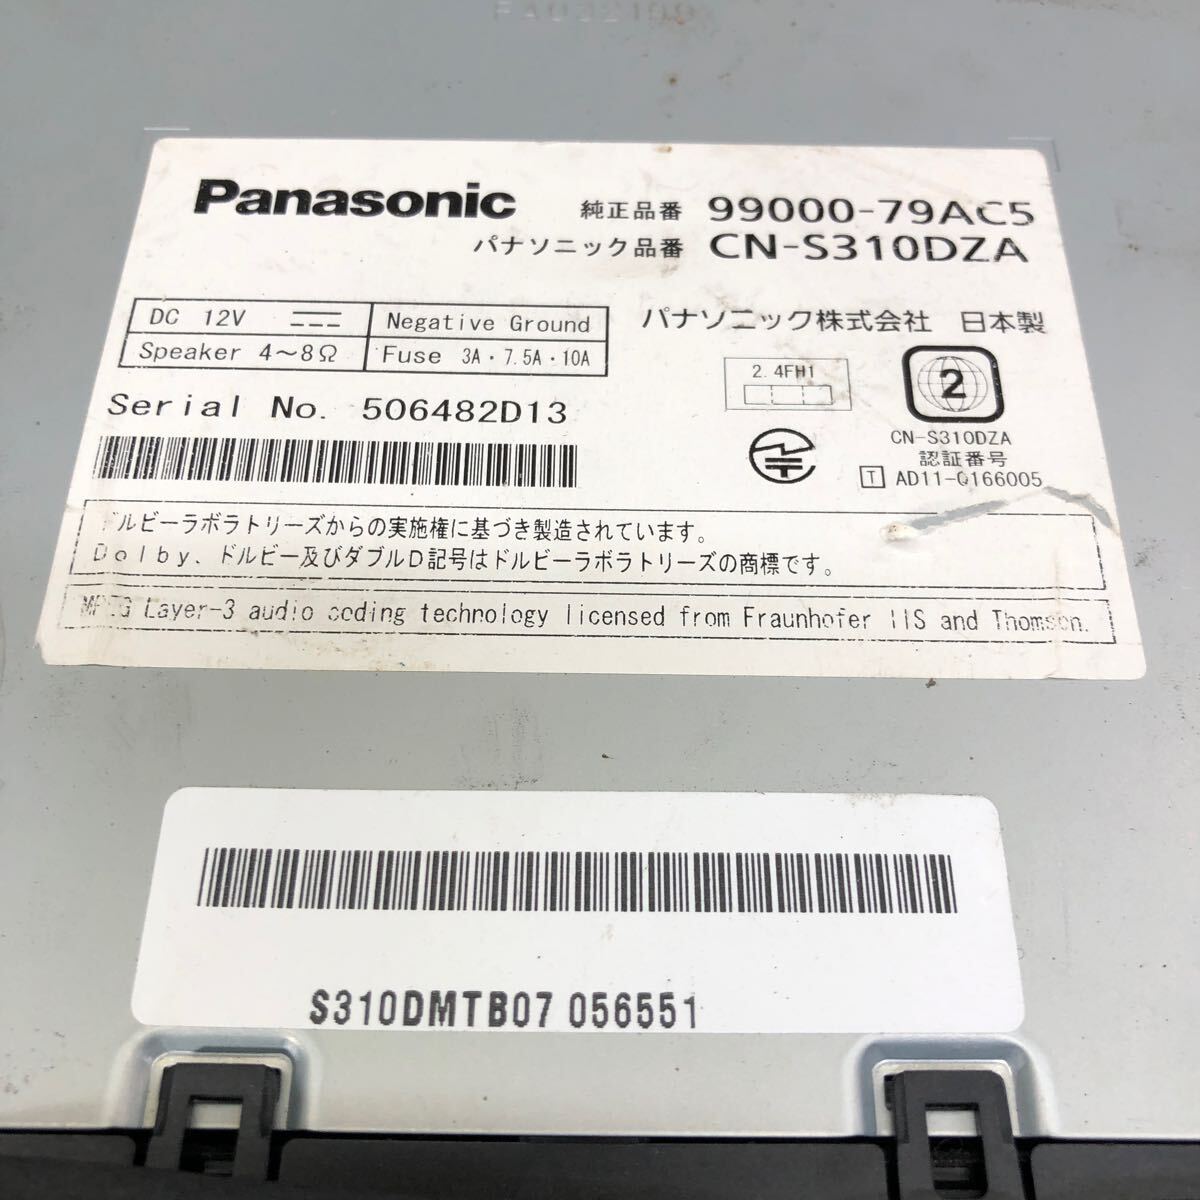 Panasonic 純正品番 99000-79AC5
パナソニック品番 CN-S310DZA
DC 12V Negative Ground
Speaker 4～8Ω Fuse 3A・7.5A・10A
パナソニック株式会社 日本製
2.4FH1
2
Serial No. 506482D13
CN-S310DZA
認証番号
T AD11-0166005
ドルビーラボラトリーズからの実施権に基づき製造されています。
Dolby、ドルビー及びダブルD記号はドルビーラボラトリーズの商標です。
MPEG Layer-3 audio coding technology licensed from Fraunhofer IIS and Thomson.
S310DMTB07 056551